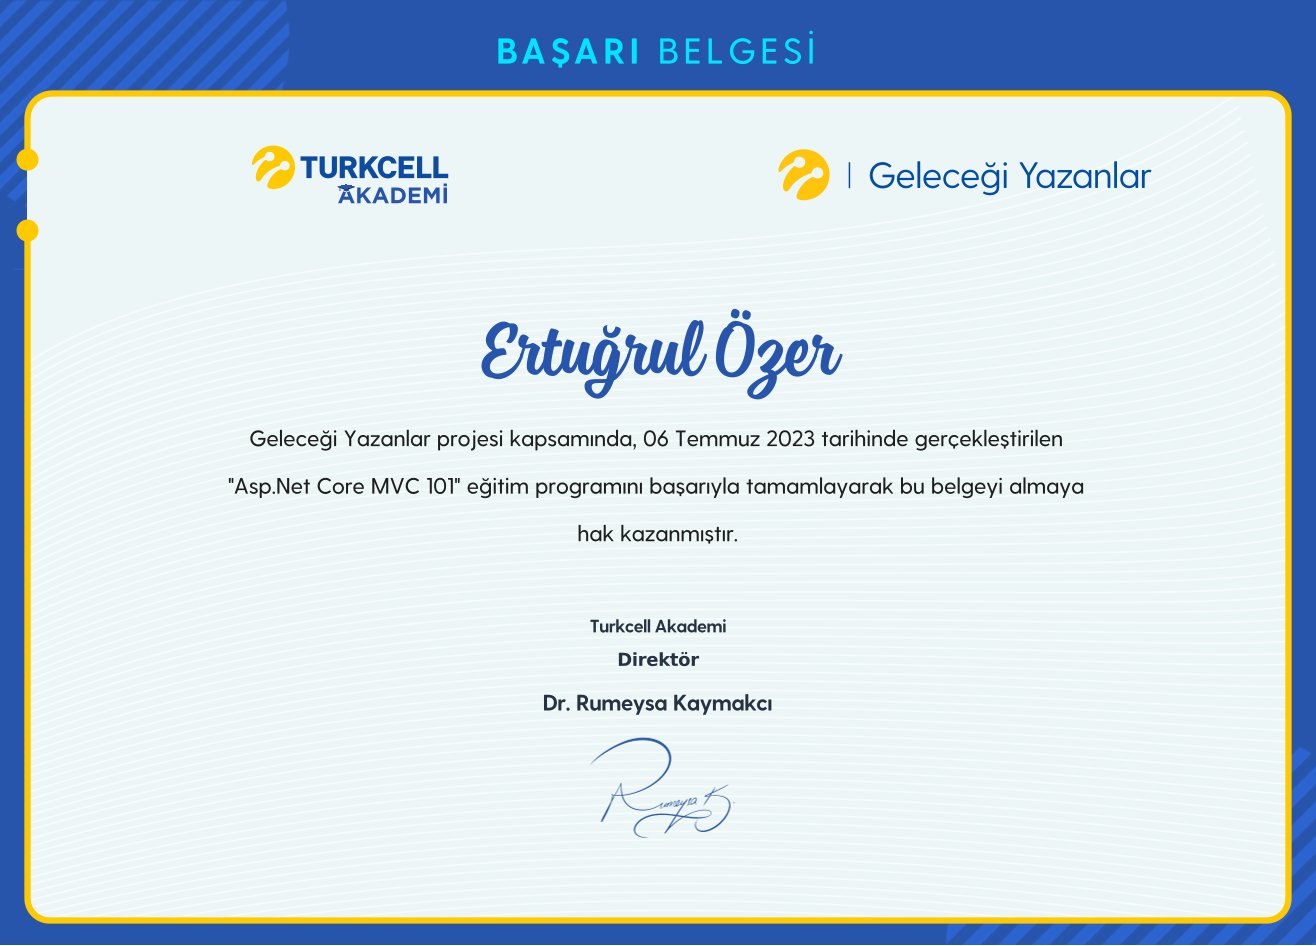 BAŞARI BELGESİ
TURKCELL
AKADEMİ
Geleceği Yazanlar
Ertuğrul Özer
Geleceği Yazanlar projesi kapsamında, 06 Temmuz 2023 tarihinde gerçekleştirilen
"Asp.Net Core MVC 101" eğitim programını başarıyla tamamlayarak bu belgeyi almaya
hak kazanmıştır.
Turkcell Akademi
Direktör
Dr. Rumeysa Kaymakcı
Rumeysa K.